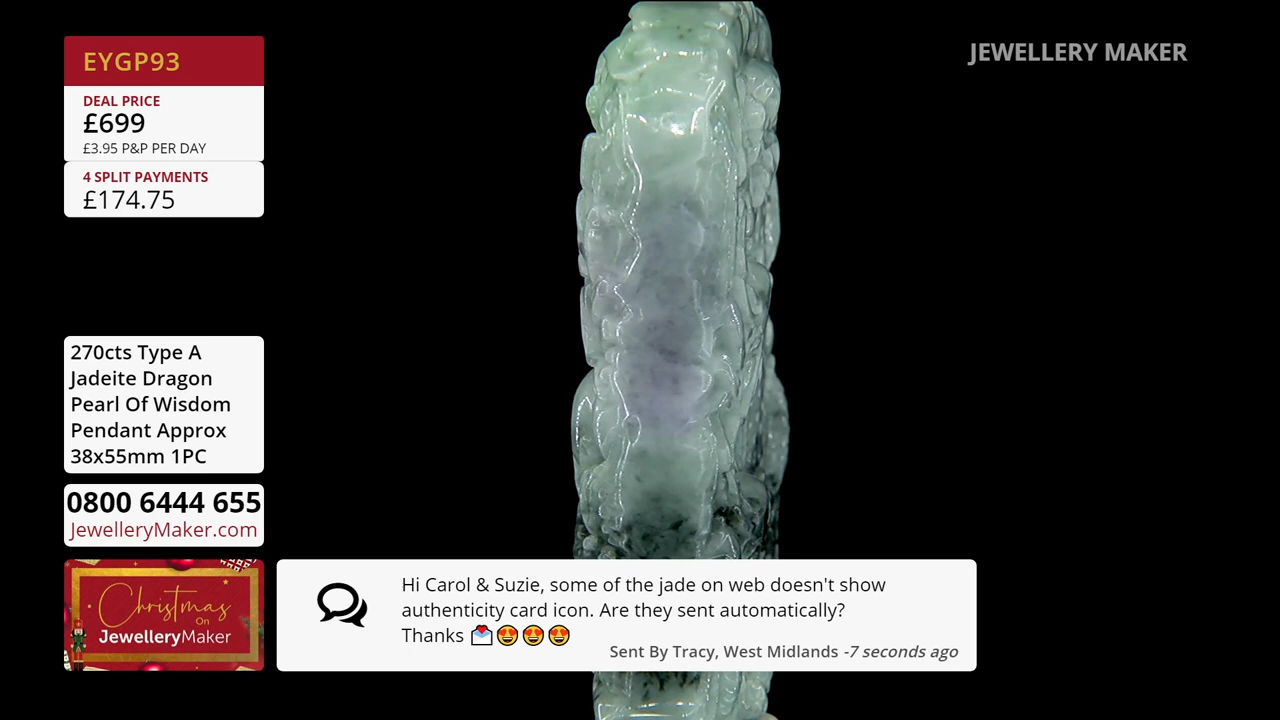 EYGP93
DEAL PRICE
£699
£3.95 P&P PER DAY
4 SPLIT PAYMENTS
£174.75
JEWELLERY MAKER
270cts Type A
Jadeite Dragon
Pearl Of Wisdom
Pendant Approx
38x55mm 1PC
0800 6444 655
JewelleryMaker.com
Christmas
On
JewelleryMaker
Hi Carol & Suzie, some of the jade on web doesn't show
authenticity card icon. Are they sent automatically?
Thanks 💌😍😍😍
Sent By Tracy, West Midlands -7 seconds ago